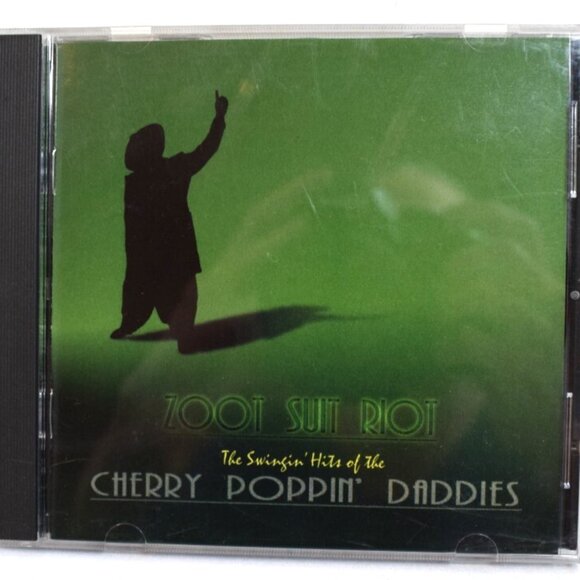 ZOOT SUIT RIOT
The Swingin' Hits of the
CHERRY POPPIN' DADDIES